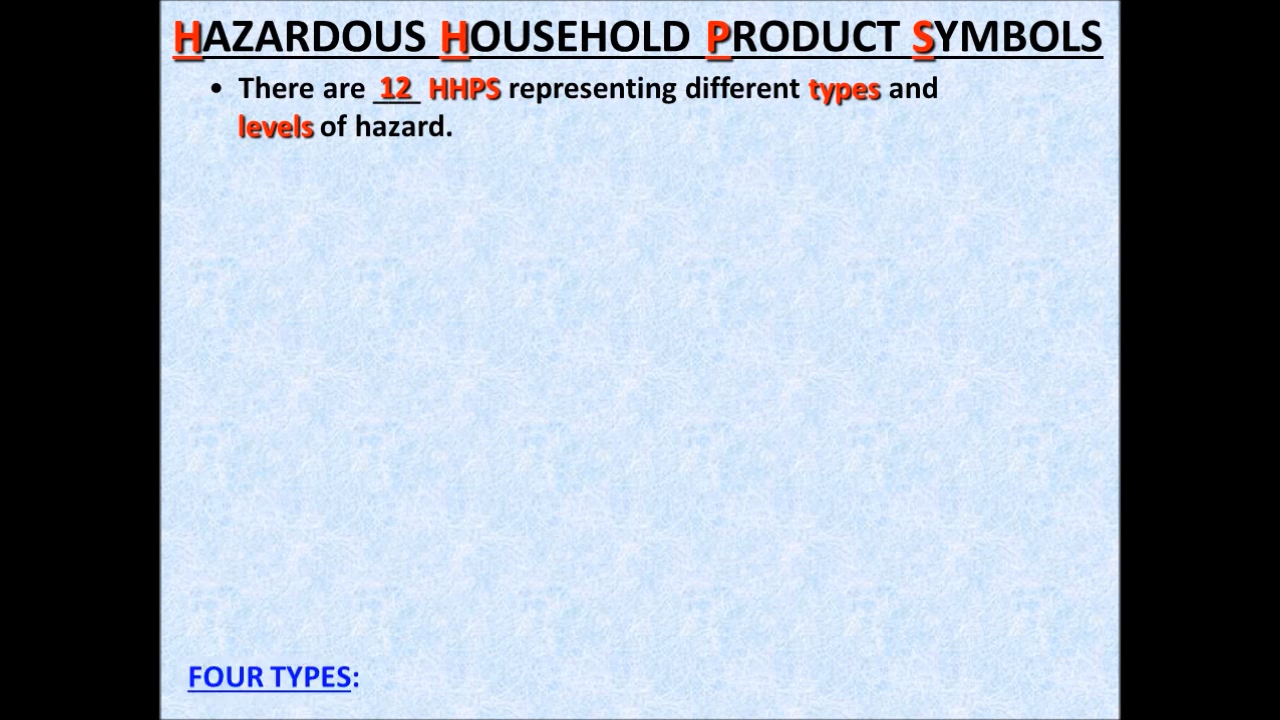 HAZARDOUS HOUSEHOLD PRODUCT SYMBOLS
• There are 12 HHPS representing different types and
levels of hazard.
FOUR TYPES: